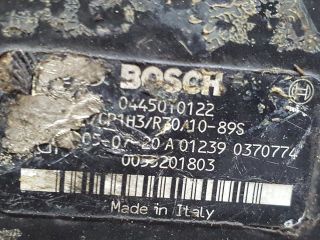 BOSCH
0445010122
/CP1H3/R70/10-89S
05-07-20 A 01239 0370774
0055201803
Made in Italy